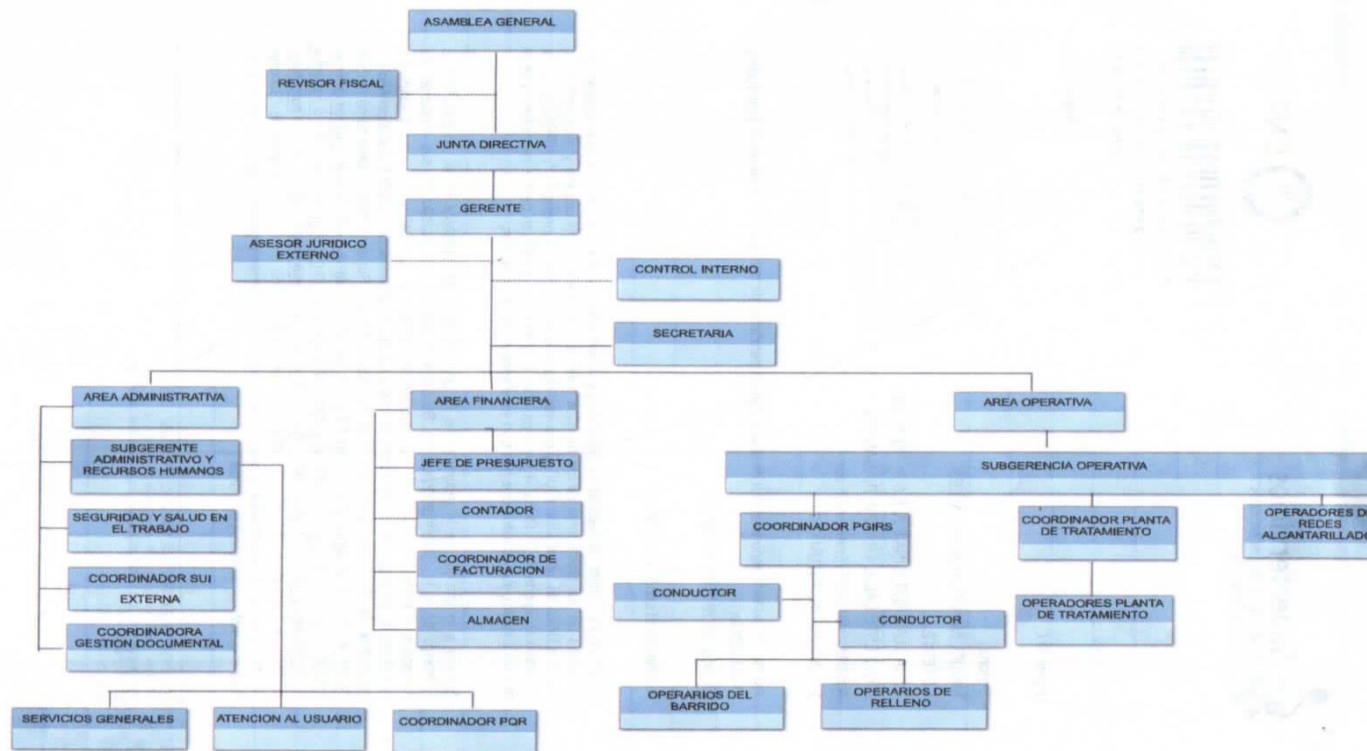 ASAMBLEA GENERAL
REVISOR FISCAL
JUNTA DIRECTIVA
GERENTE
ASESOR JURIDICO
EXTERNO
CONTROL INTERNO
SECRETARIA
AREA ADMINISTRATIVA
AREA FINANCIERA
AREA OPERATIVA
SUBGERENTE
ADMINISTRATIVO Y
RECURSOS HUMANOS
SEGURIDAD Y SALUD EN
EL TRABAJO
COORDINADOR SUI
EXTERNA
COORDINADORA
GESTION DOCUMENTAL
SERVICIOS GENERALES
ATENCION AL USUARIO
COORDINADOR PQR
JEFE DE PRESUPUESTO
CONTADOR
COORDINADOR DE
FACTURACION
ALMACEN
SUBGERENCIA OPERATIVA
COORDINADOR PGIRS
COORDINADOR PLANTA
DE TRATAMIENTO
OPERADORES DE
REDES
ALCANTARILLADO
CONDUCTOR
CONDUCTOR
OPERADORES PLANTA
DE TRATAMIENTO
OPERARIOS DEL
BARRIDO
OPERARIOS DE
RELLENO